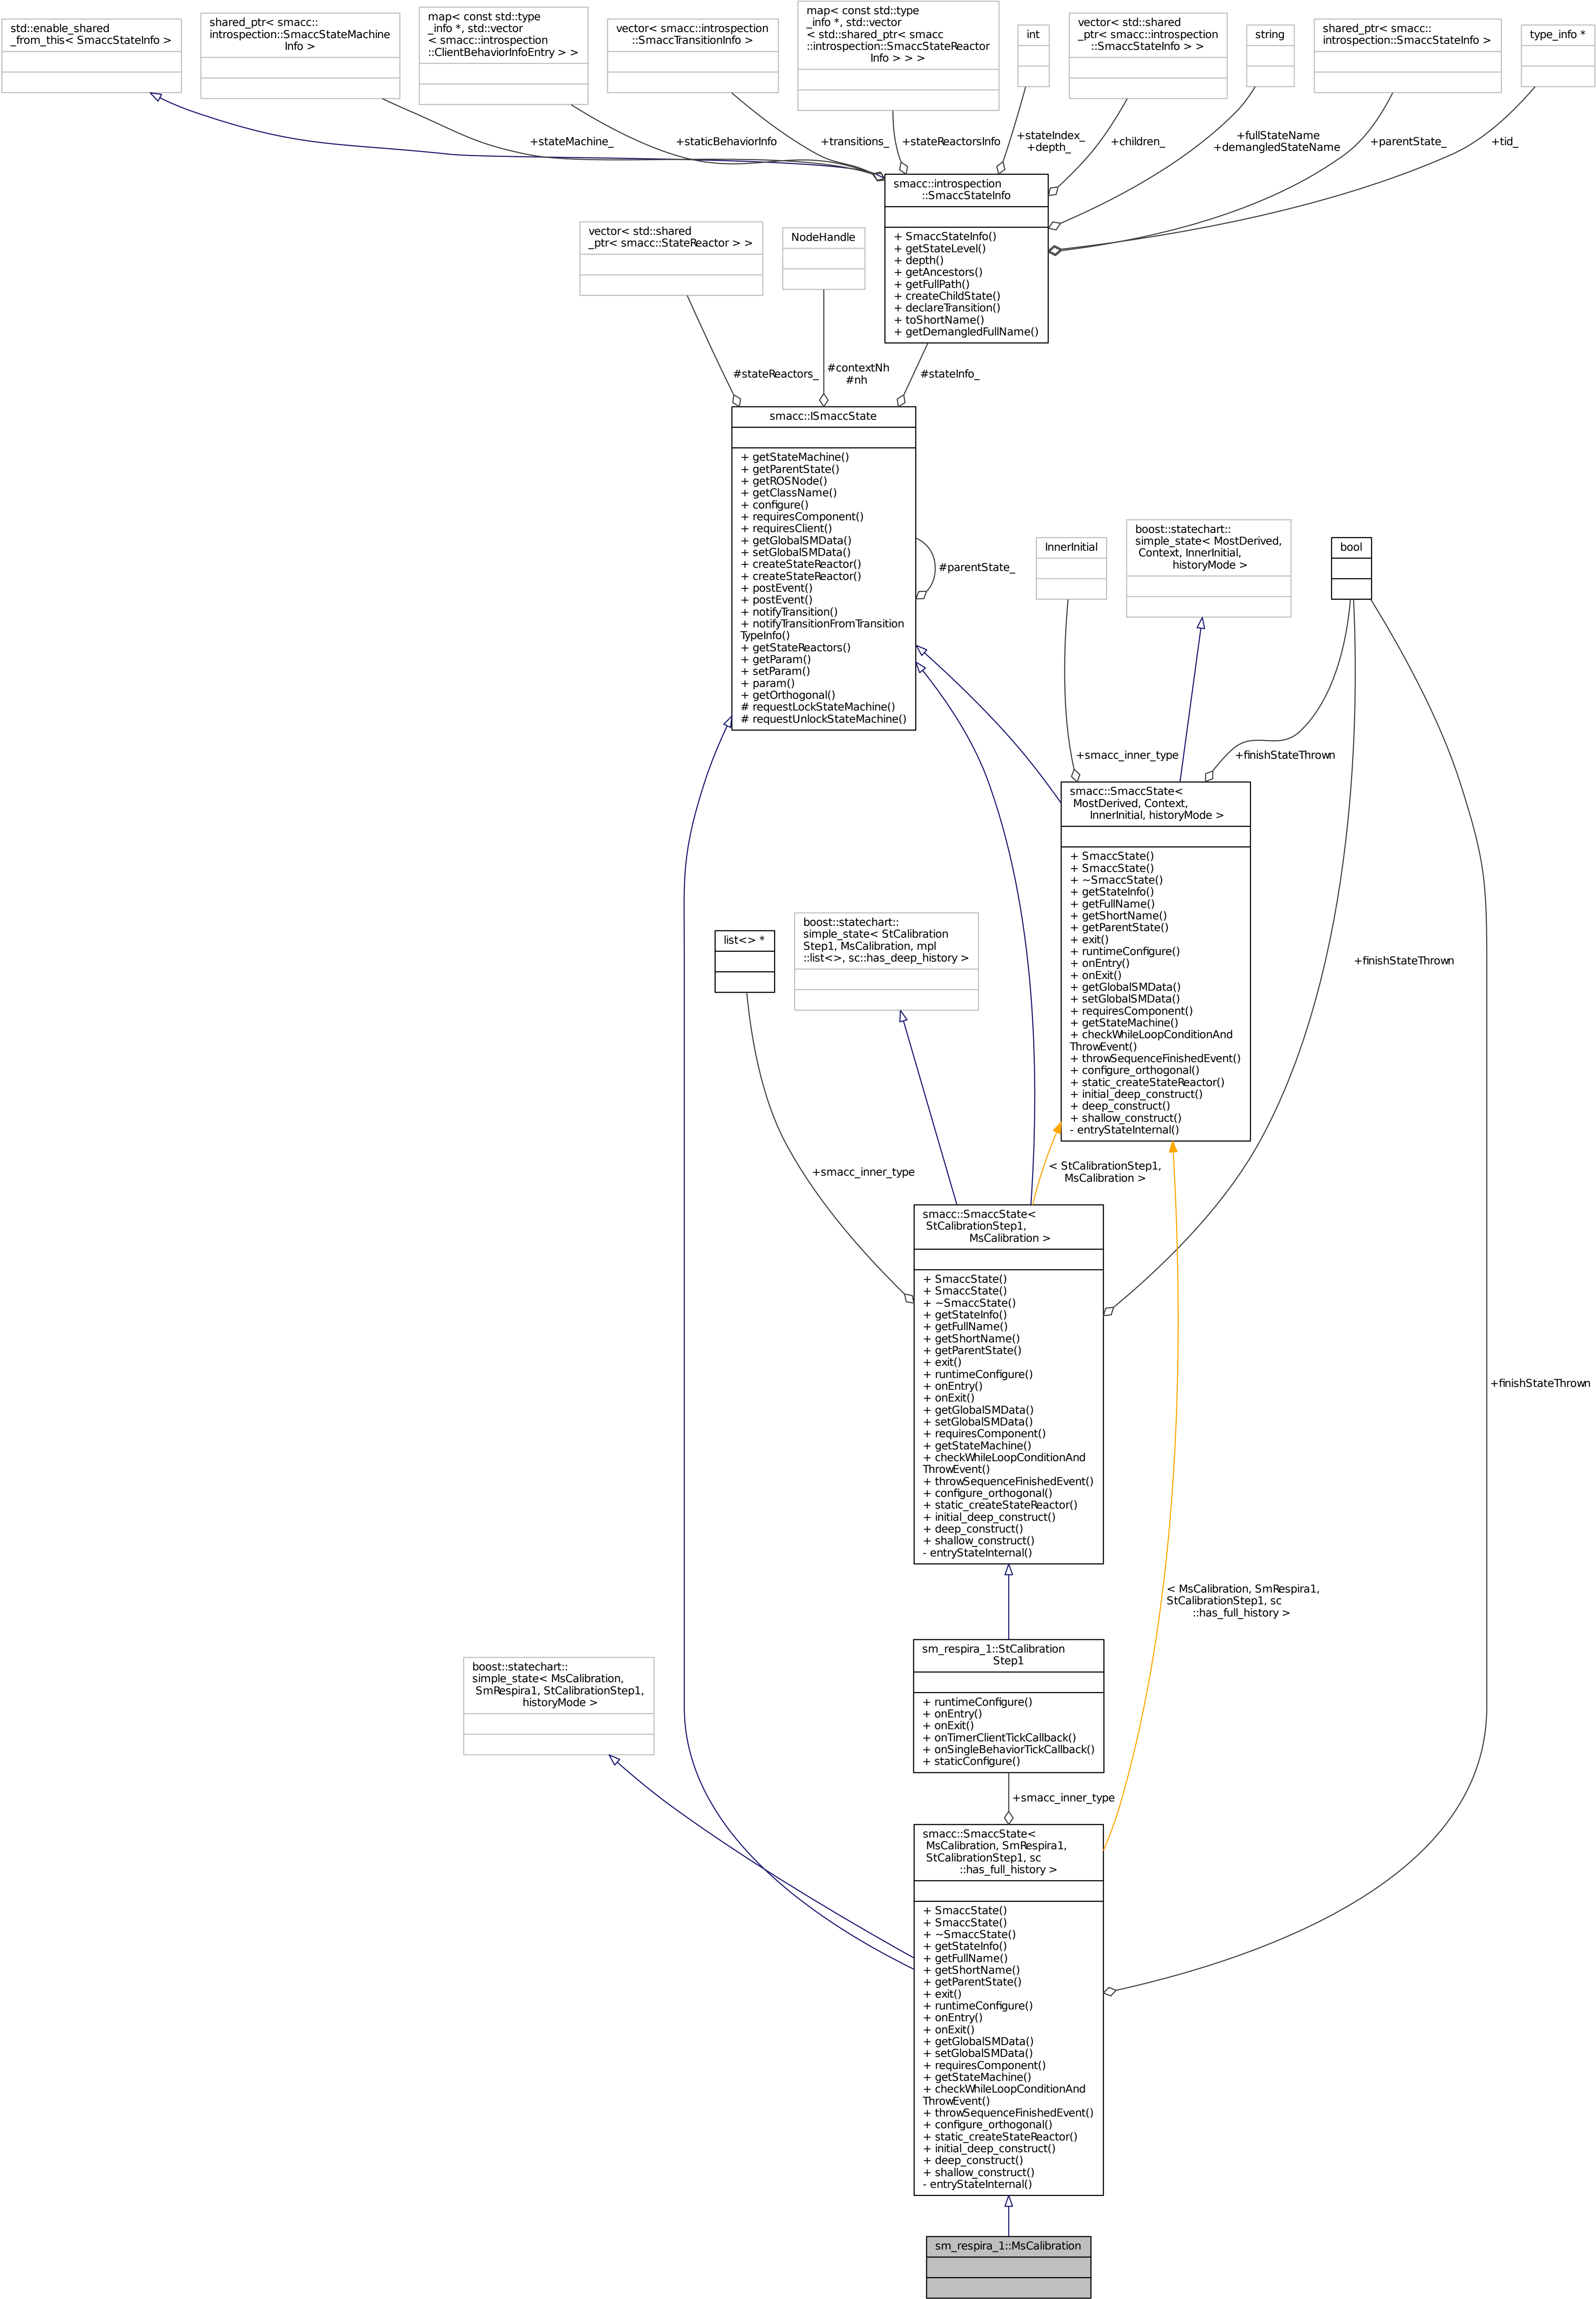 std::enable_shared
_from_this< SmaccStateInfo >
shared_ptr< smacc::
introspection::SmaccStateMachine
Info >
map< const std::type
_info *, std::vector
< smacc::introspection
::ClientBehaviorInfoEntry > >
vector< smacc::introspection
::SmaccTransitionInfo >
map< const std::type
_info *, std::vector
< std::shared_ptr< smacc
::introspection::SmaccStateReactor
Info > > >
int
vector< std::shared
_ptr< smacc::introspection
::SmaccStateInfo > >
string
shared_ptr< smacc::
introspection::SmaccStateInfo >
type_info *
+stateMachine_
+staticBehaviorInfo
+transitions_
+stateReactorsInfo
+stateIndex_
+depth_
+children_
+fullStateName
+demangledStateName
+parentState_
+tid_
smacc::introspection
::SmaccStateInfo
+ SmaccStateInfo()
+ getStateLevel()
+ depth()
+ getAncestors()
+ getFullPath()
+ createChildState()
+ declareTransition()
+ toShortName()
+ getDemangledFullName()
vector< std::shared
_ptr< smacc::StateReactor > >
NodeHandle
#stateReactors_
#contextNh
#nh
#stateInfo_
smacc::ISmaccState
+ getStateMachine()
+ getParentState()
+ getROSNode()
+ getClassName()
+ configure()
+ requiresComponent()
+ requiresClient()
+ getGlobalSMData()
+ setGlobalSMData()
+ createStateReactor()
+ createStateReactor()
+ postEvent()
+ postEvent()
+ notifyTransition()
+ notifyTransitionFromTransition
TypeInfo()
+ getStateReactors()
+ getParam()
+ setParam()
+ param()
+ getOrthogonal()
# requestLockStateMachine()
# requestUnlockStateMachine()
#parentState_
InnerInitial
boost::statechart::
simple_state< MostDerived,
Context, InnerInitial,
historyMode >
bool
+smacc_inner_type
+finishStateThrown
smacc::SmaccState<
MostDerived, Context,
InnerInitial, historyMode >
+ SmaccState()
+ SmaccState()
+ ~SmaccState()
+ getStateInfo()
+ getFullName()
+ getShortName()
+ getParentState()
+ exit()
+ runtimeConfigure()
+ onEntry()
+ onExit()
+ getGlobalSMData()
+ setGlobalSMData()
+ requiresComponent()
+ getStateMachine()
+ checkWhileLoopConditionAnd
ThrowEvent()
+ throwSequenceFinishedEvent()
+ configure_orthogonal()
+ static_createStateReactor()
+ initial_deep_construct()
+ deep_construct()
+ shallow_construct()
- entryStateInternal()
list<> *
boost::statechart::
simple_state< StCalibration
Step1, MsCalibration, mpl
::list<>, sc::has_deep_history >
+finishStateThrown
+smacc_inner_type
< StCalibrationStep1,
MsCalibration >
smacc::SmaccState<
StCalibrationStep1,
MsCalibration >
+ SmaccState()
+ SmaccState()
+ ~SmaccState()
+ getStateInfo()
+ getFullName()
+ getShortName()
+ getParentState()
+ exit()
+ runtimeConfigure()
+ onEntry()
+ onExit()
+ getGlobalSMData()
+ setGlobalSMData()
+ requiresComponent()
+ getStateMachine()
+ checkWhileLoopConditionAnd
ThrowEvent()
+ throwSequenceFinishedEvent()
+ configure_orthogonal()
+ static_createStateReactor()
+ initial_deep_construct()
+ deep_construct()
+ shallow_construct()
- entryStateInternal()
+finishStateThrown
< MsCalibration, SmRespira1,
StCalibrationStep1, sc
::has_full_history >
sm_respira_1::StCalibration
Step1
+ runtimeConfigure()
+ onEntry()
+ onExit()
+ onTimerClientTickCallback()
+ onSingleBehaviorTickCallback()
+ staticConfigure()
boost::statechart::
simple_state< MsCalibration,
SmRespira1, StCalibrationStep1,
historyMode >
+smacc_inner_type
smacc::SmaccState<
MsCalibration, SmRespira1,
StCalibrationStep1, sc
::has_full_history >
+ SmaccState()
+ SmaccState()
+ ~SmaccState()
+ getStateInfo()
+ getFullName()
+ getShortName()
+ getParentState()
+ exit()
+ runtimeConfigure()
+ onEntry()
+ onExit()
+ getGlobalSMData()
+ setGlobalSMData()
+ requiresComponent()
+ getStateMachine()
+ checkWhileLoopConditionAnd
ThrowEvent()
+ throwSequenceFinishedEvent()
+ configure_orthogonal()
+ static_createStateReactor()
+ initial_deep_construct()
+ deep_construct()
+ shallow_construct()
- entryStateInternal()
sm_respira_1::MsCalibration